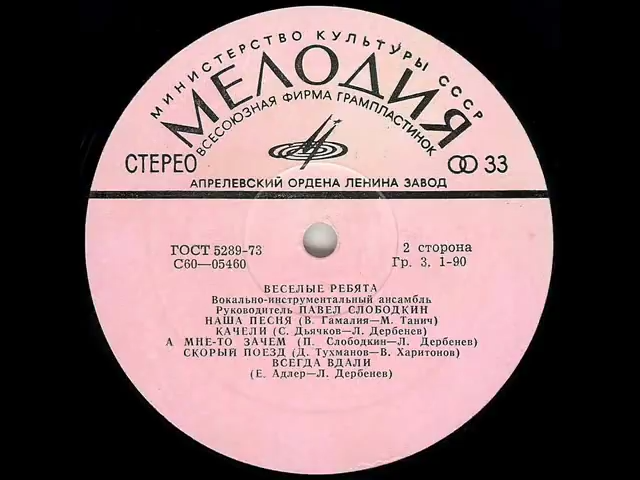 МИНИСТЕРСТВО КУЛЬТУРЫ СССР
МЕЛОДИЯ
ВСЕСОЮЗНАЯ ФИРМА ГРАМПЛАСТИНОК
СТЕРЕО
33
АПРЕЛЕВСКИЙ ОРДЕНА ЛЕНИНА ЗАВОД
ГОСТ 5289-73
С60—05460
2 сторона
Гр. 3. 1-90
ВЕСЕЛЫЕ РЕБЯТА
Вокально-инструментальный ансамбль
Руководитель ПАВЕЛ СЛОБОДКИН
НАША ПЕСНЯ (В. Гамалия—М. Танич)
КАЧЕЛИ (С. Дьячков—Л. Дербенев)
А МНЕ-ТО ЗАЧЕМ (П. Слободкин—Л. Дербенев)
СКОРЫЙ ПОЕЗД (Д. Тухманов—В. Харитонов)
ВСЕГДА ВДАЛИ
(Е. Адлер—Л. Дербенев)